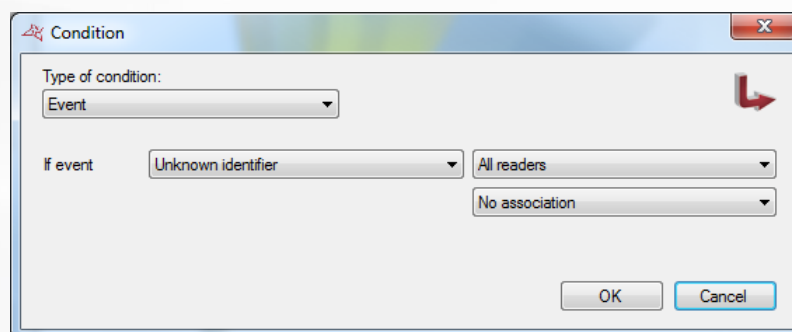 Condition
Type of condition:
Event
If event Unknown identifier All readers
No association
OK Cancel